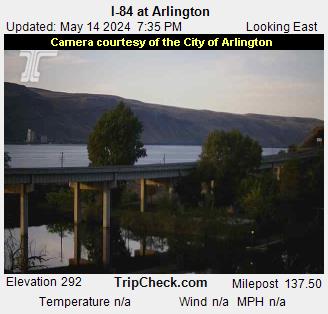 I-84 at Arlington
Updated: May 14 2024 7:35 PM Looking East
Camera courtesy of the City of Arlington
Elevation 292 TripCheck.com Milepost 137.50
Temperature n/a Wind n/a MPH n/a